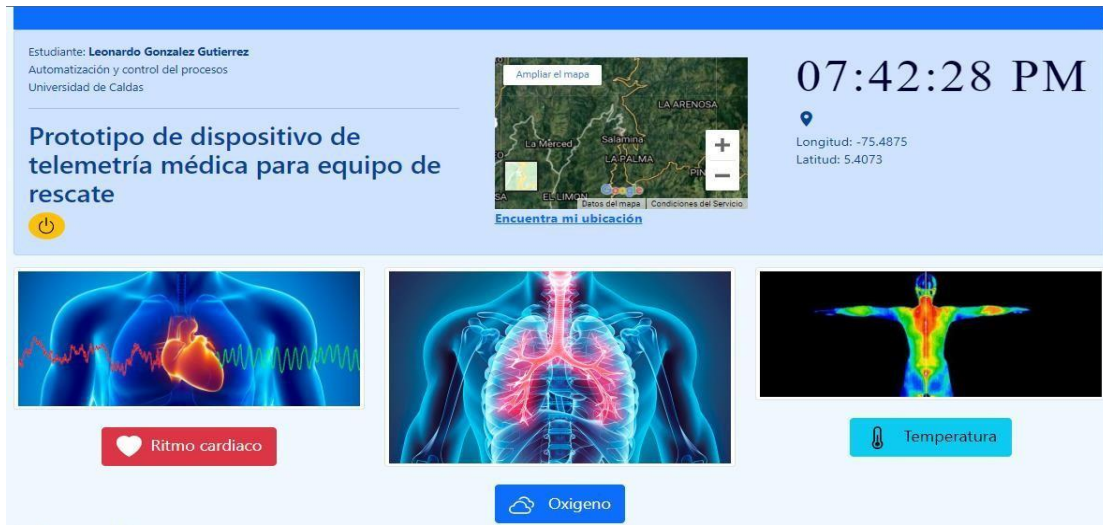 Estudiante: Leonardo Gonzalez Gutierrez
Automatización y control del procesos
Universidad de Caldas
Prototipo de dispositivo de
telemetría médica para equipo de
rescate
Ampliar el mapa
LA ARENOSA
La Merced
Salamina
LA PALMA
EL LIMON
Google
Datos del mapa
Condiciones del Servicio
Encuentra mi ubicación
07:42:28 PM
Longitud: -75.4875
Latitud: 5.4073
Ritmo cardiaco
Oxigeno
Temperatura